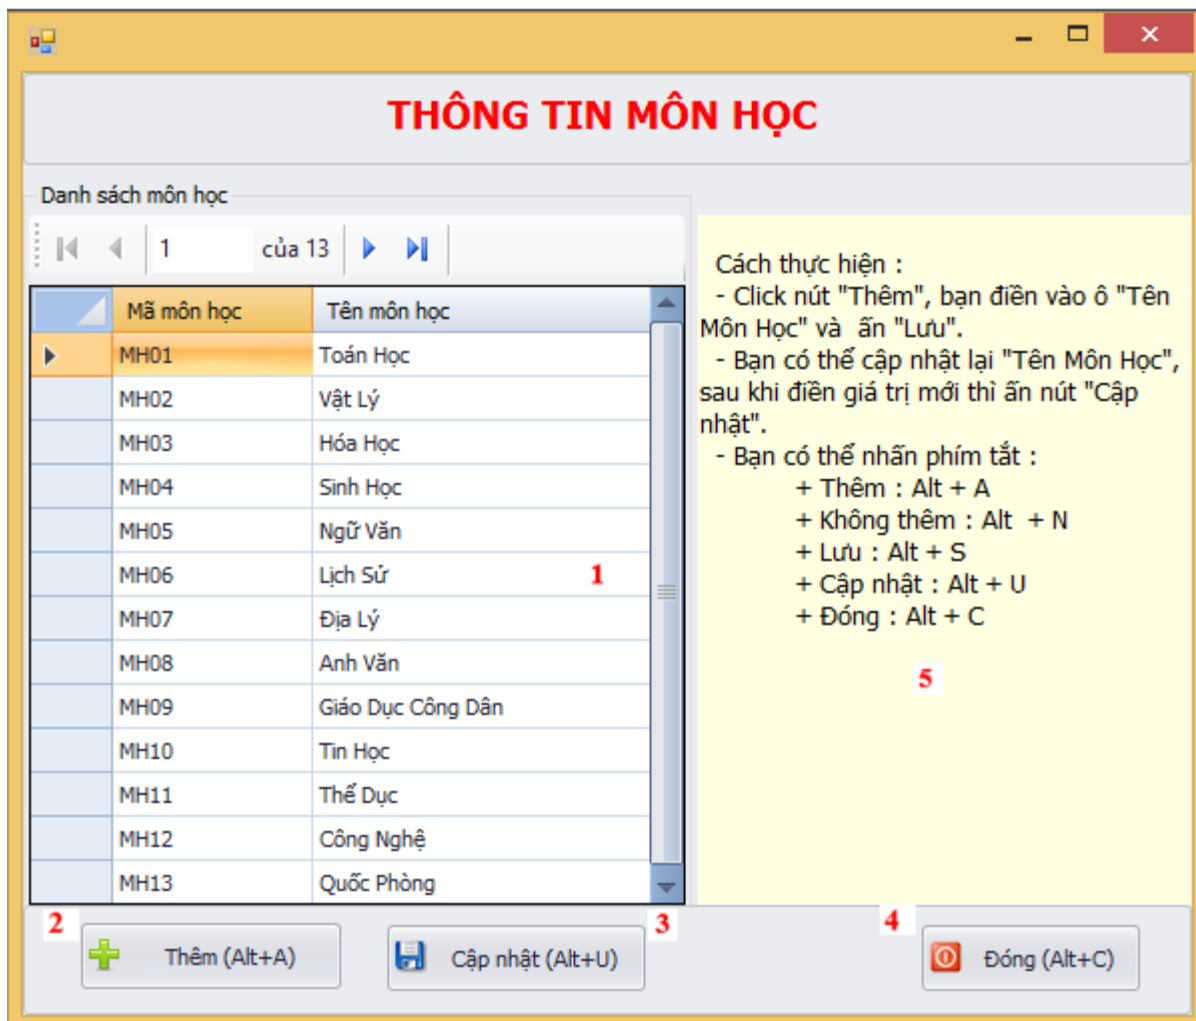 THÔNG TIN MÔN HỌC
Danh sách môn học
1 của 13
Mã môn học Tên môn học
MH01 Toán Học
MH02 Vật Lý
MH03 Hóa Học
MH04 Sinh Học
MH05 Ngữ Văn
MH06 Lịch Sử 1
MH07 Địa Lý
MH08 Anh Văn
MH09 Giáo Dục Công Dân
MH10 Tin Học
MH11 Thể Dục
MH12 Công Nghệ
MH13 Quốc Phòng
Cách thực hiện :
- Click nút "Thêm", bạn điền vào ô "Tên
Môn Học" và ấn "Lưu".
- Bạn có thể cập nhật lại "Tên Môn Học",
sau khi điền giá trị mới thì ấn nút "Cập
nhật".
- Bạn có thể nhấn phím tắt :
+ Thêm : Alt + A
+ Không thêm : Alt + N
+ Lưu : Alt + S
+ Cập nhật : Alt + U
+ Đóng : Alt + C
5
2 Thêm (Alt+A)
Cập nhật (Alt+U) 3
4 Đóng (Alt+C)